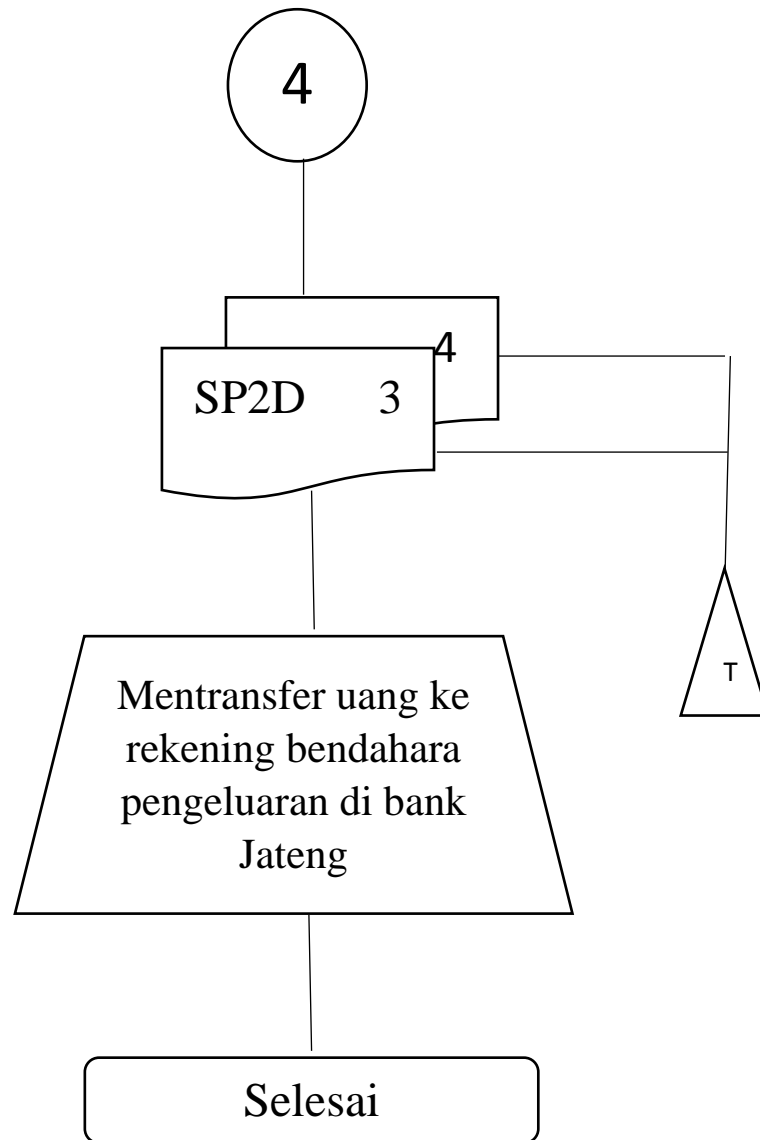 4
4
SP2D 3
Mentransfer uang ke
rekening bendahara
pengeluaran di bank
Jateng
T
Selesai